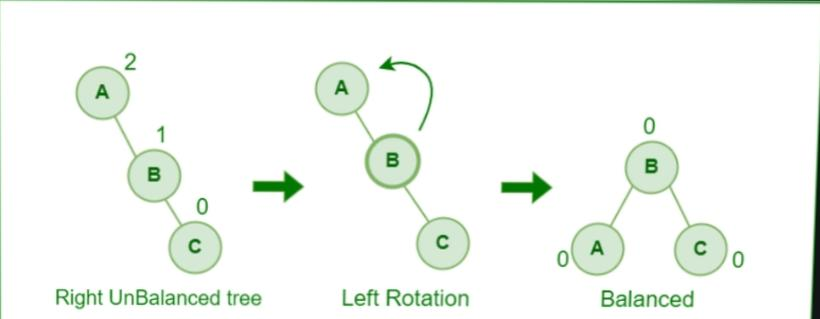 2
A
1
B
0
C
Right UnBalanced tree
A
B
C
Left Rotation
0
B
0 A C 0
Balanced